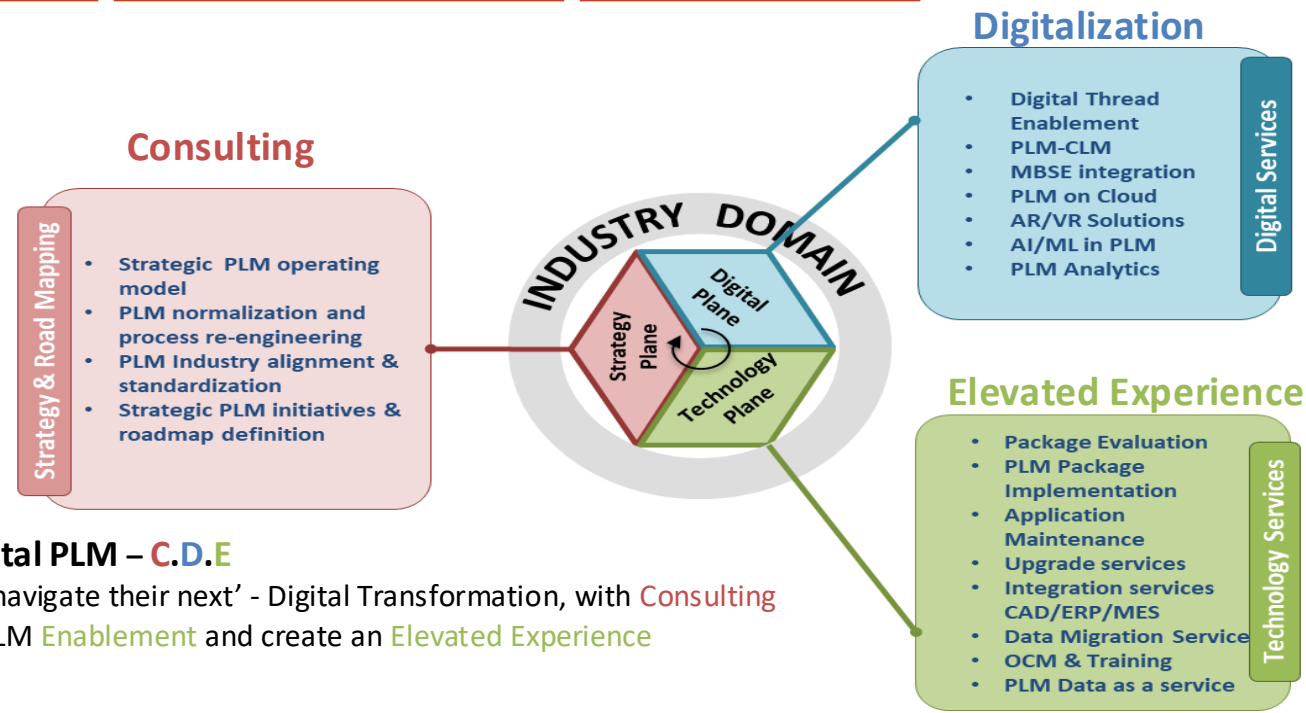 Consulting
Strategy & Road Mapping
• Strategic PLM operating
model
• PLM normalization and
process re-engineering
• PLM Industry alignment &
standardization
• Strategic PLM initiatives &
roadmap definition
INDUSTRY DOMAIN
Strategy
Plane
Digital
Plane
Technology
Plane
Digitalization
• Digital Thread
Enablement
• PLM-CLM
• MBSE integration
• PLM on Cloud
• AR/VR Solutions
• AI/ML in PLM
• PLM Analytics
Digital Services
Elevated Experience
• Package Evaluation
• PLM Package
Implementation
• Application
Maintenance
• Upgrade services
• Integration services
CAD/ERP/MES
• Data Migration Service
• OCM & Training
• PLM Data as a service
Technology Services
tal PLM – C.D.E
navigate their next’ - Digital Transformation, with Consulting
LM Enablement and create an Elevated Experience